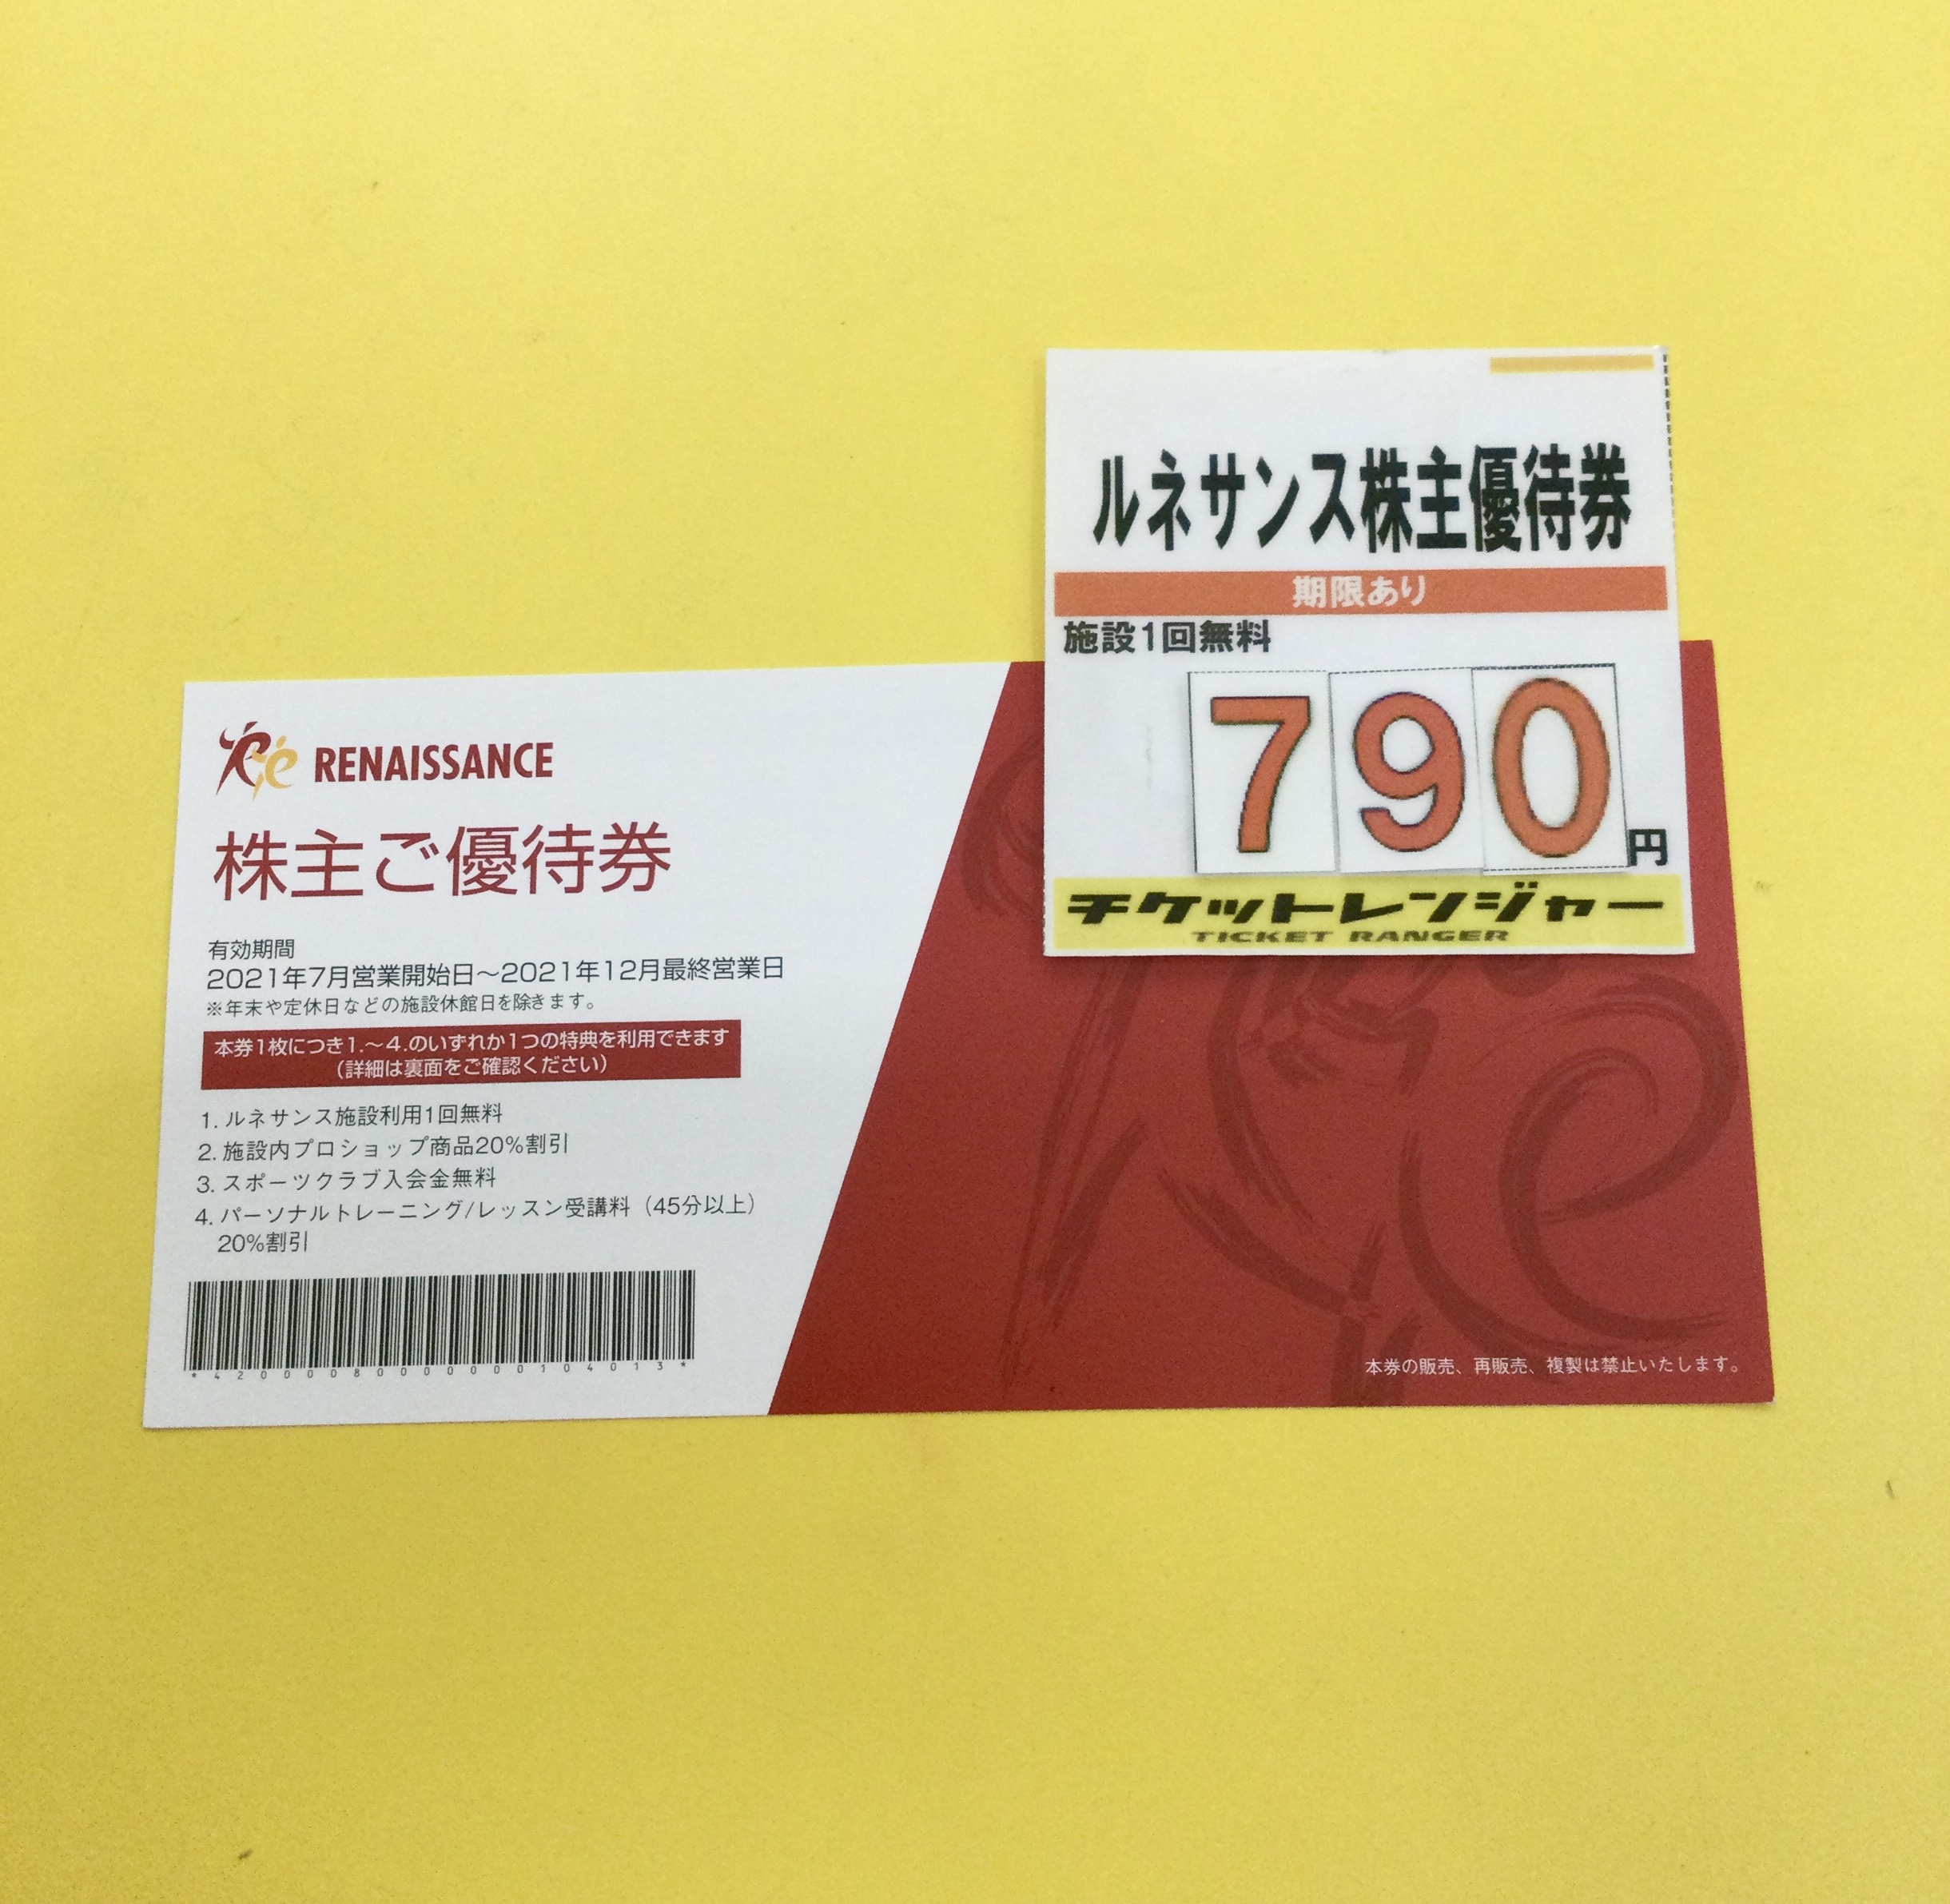 ルネサンス株主優待券
期限あり
施設1回無料
790円
チケットレンジャー
TICKET RANGER
RENAISSANCE
株主ご優待券
有効期間
2021年7月営業開始日～2021年12月最終営業日
※年末や定休日などの施設休館日を除きます。
本券1枚につき1.～4.のいずれか1つの特典を利用できます
（詳細は裏面をご確認ください）
1. ルネサンス施設利用1回無料
2. 施設内プロショップ商品20%割引
3. スポーツクラブ入会金無料
4. パーソナルトレーニング/レッスン受講料（45分以上）
20%割引
*4200008000000104013*
本券の販売、再販売、複製は禁止いたします。